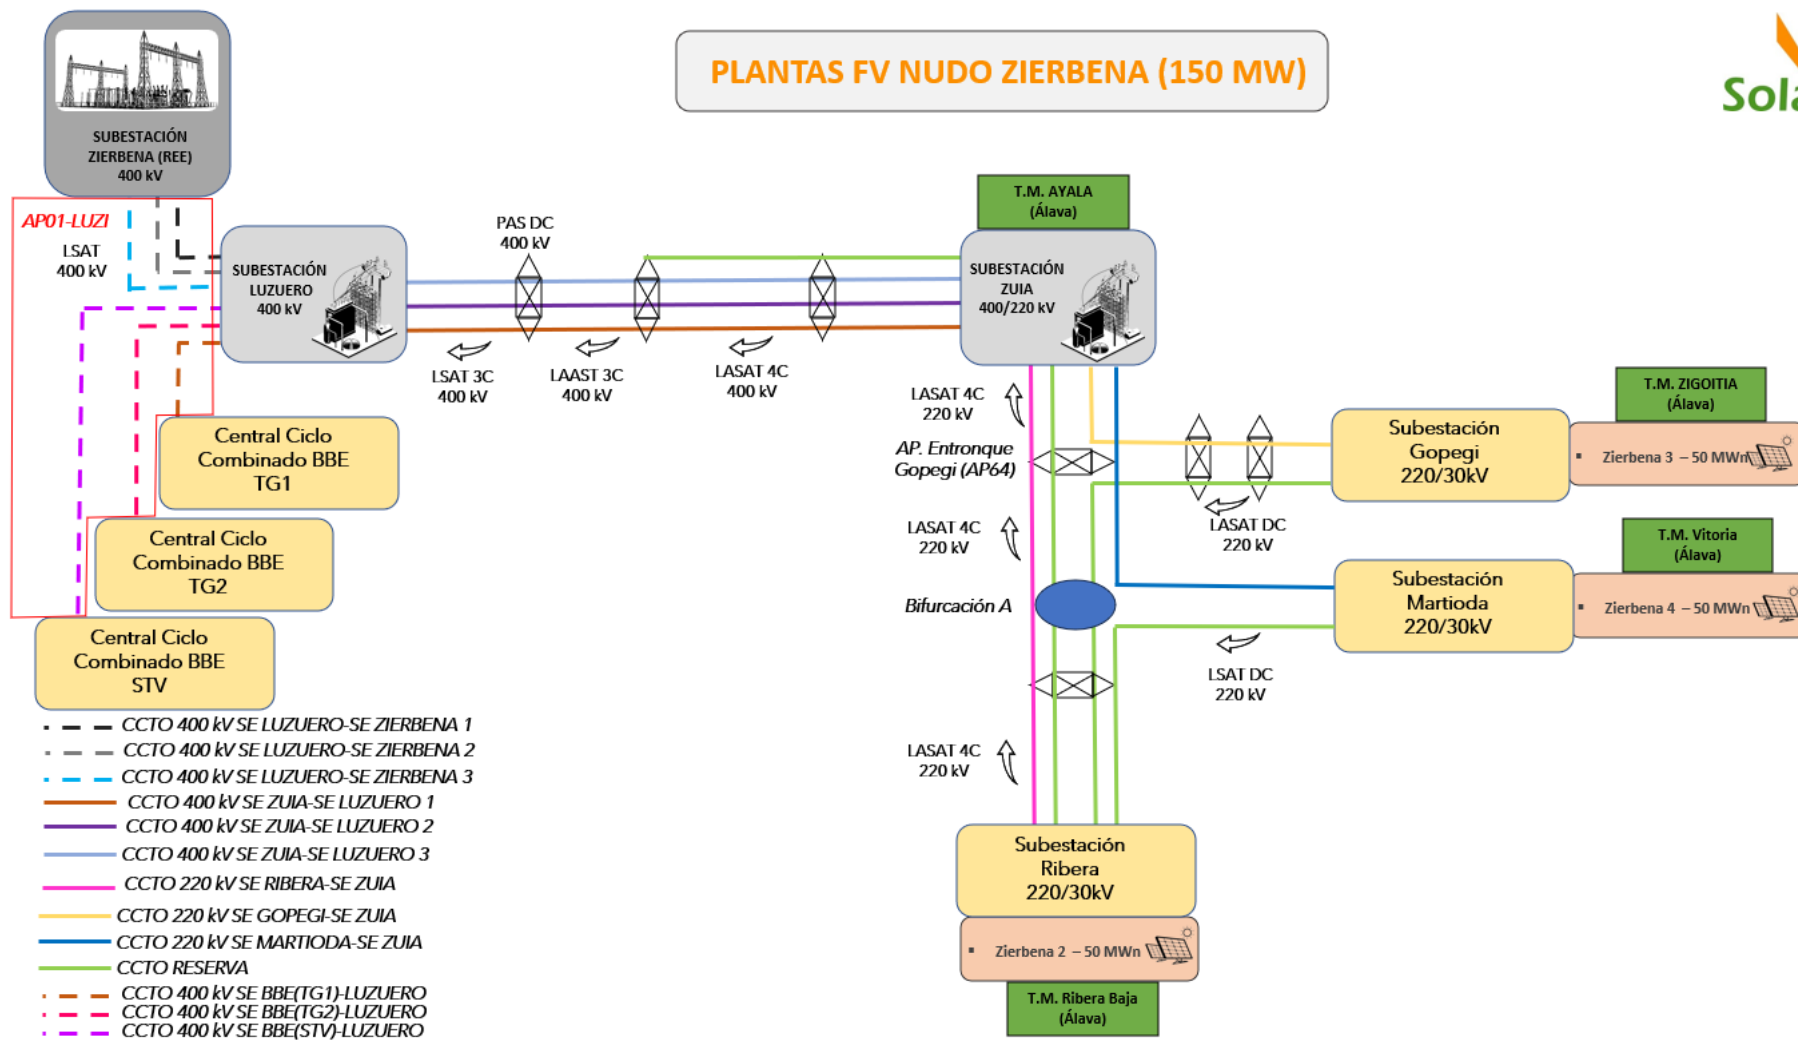 PLANTAS FV NUDO ZIERBENA (150 MW)
SUBESTACIÓN
ZIERBENA (REE)
400 kV
AP01-LUZI
LSAT
400 kV
SUBESTACIÓN
LUZUERO
400 kV
PAS DC
400 kV
LSAT 3C
400 kV
LAAST 3C
400 kV
LASAT 4C
400 kV
T.M. AYALA
(Álava)
SUBESTACIÓN
ZUIA
400/220 kV
LASAT 4C
220 kV
AP. Entronque
Gopegi (AP64)
LASAT 4C
220 kV
Bifurcación A
LASAT 4C
220 kV
LASAT DC
220 kV
LSAT DC
220 kV
T.M. ZIGOITIA
(Álava)
Subestación
Gopegi
220/30kV
Zierbena 3 – 50 MWn
T.M. Vitoria
(Álava)
Subestación
Martioda
220/30kV
Zierbena 4 – 50 MWn
Subestación
Ribera
220/30kV
Zierbena 2 – 50 MWn
T.M. Ribera Baja
(Álava)
Central Ciclo
Combinado BBE
TG1
Central Ciclo
Combinado BBE
TG2
Central Ciclo
Combinado BBE
STV
CCTO 400 kV SE LUZUERO-SE ZIERBENA 1
CCTO 400 kV SE LUZUERO-SE ZIERBENA 2
CCTO 400 kV SE LUZUERO-SE ZIERBENA 3
CCTO 400 kV SE ZUIA-SE LUZUERO 1
CCTO 400 kV SE ZUIA-SE LUZUERO 2
CCTO 400 kV SE ZUIA-SE LUZUERO 3
CCTO 220 kV SE RIBERA-SE ZUIA
CCTO 220 kV SE GOPEGI-SE ZUIA
CCTO 220 kV SE MARTIODA-SE ZUIA
CCTO RESERVA
CCTO 400 kV SE BBE(TG1)-LUZUERO
CCTO 400 kV SE BBE(TG2)-LUZUERO
CCTO 400 kV SE BBE(STV)-LUZUERO